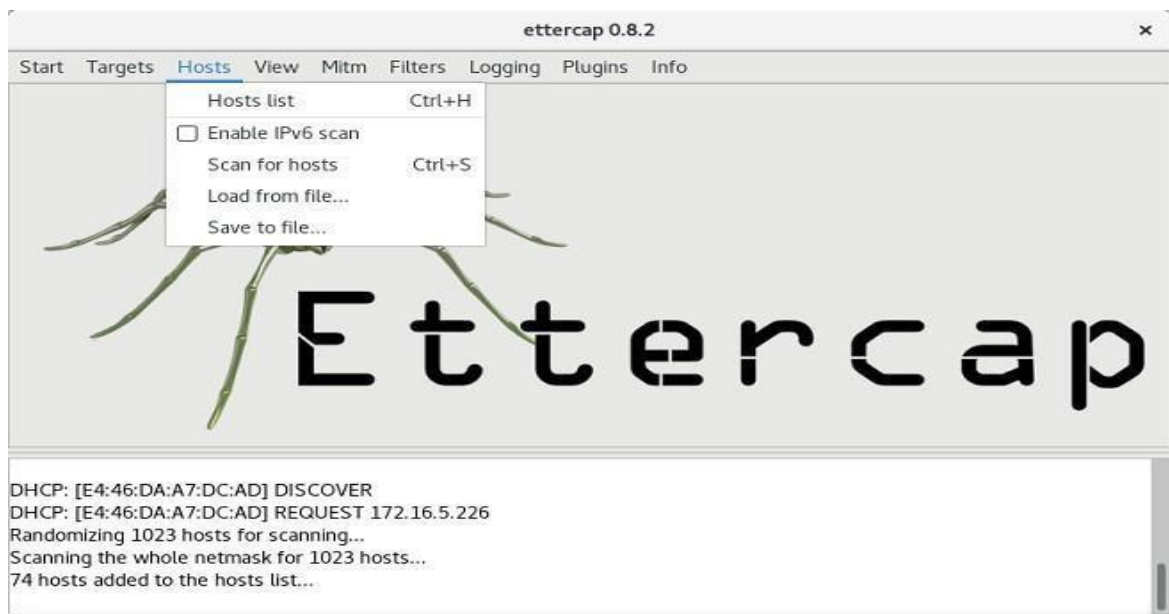 ettercap 0.8.2 ×
Start Targets Hosts View Mitm Filters Logging Plugins Info
Hosts list Ctrl+H
Enable IPv6 scan
Scan for hosts Ctrl+S
Load from file...
Save to file...
Ettercap
DHCP: [E4:46:DA:A7:DC:AD] DISCOVER
DHCP: [E4:46:DA:A7:DC:AD] REQUEST 172.16.5.226
Randomizing 1023 hosts for scanning...
Scanning the whole netmask for 1023 hosts...
74 hosts added to the hosts list...